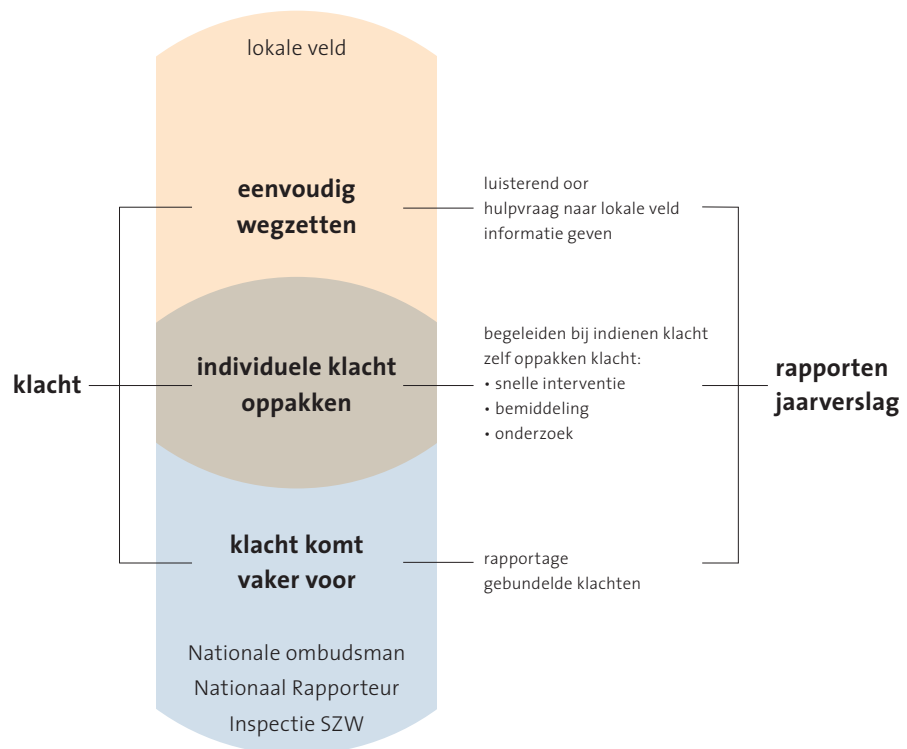 lokale veld
eenvoudig
wegzetten
luisterend oor
hulpvraag naar lokale veld
informatie geven
klacht
individuele klacht
oppakken
begeleiden bij indienen klacht
zelf oppakken klacht:
• snelle interventie
• bemiddeling
• onderzoek
rapporten
jaarverslag
klacht komt
vaker voor
rapportage
gebundelde klachten
Nationale ombudsman
Nationaal Rapporteur
Inspectie SZW